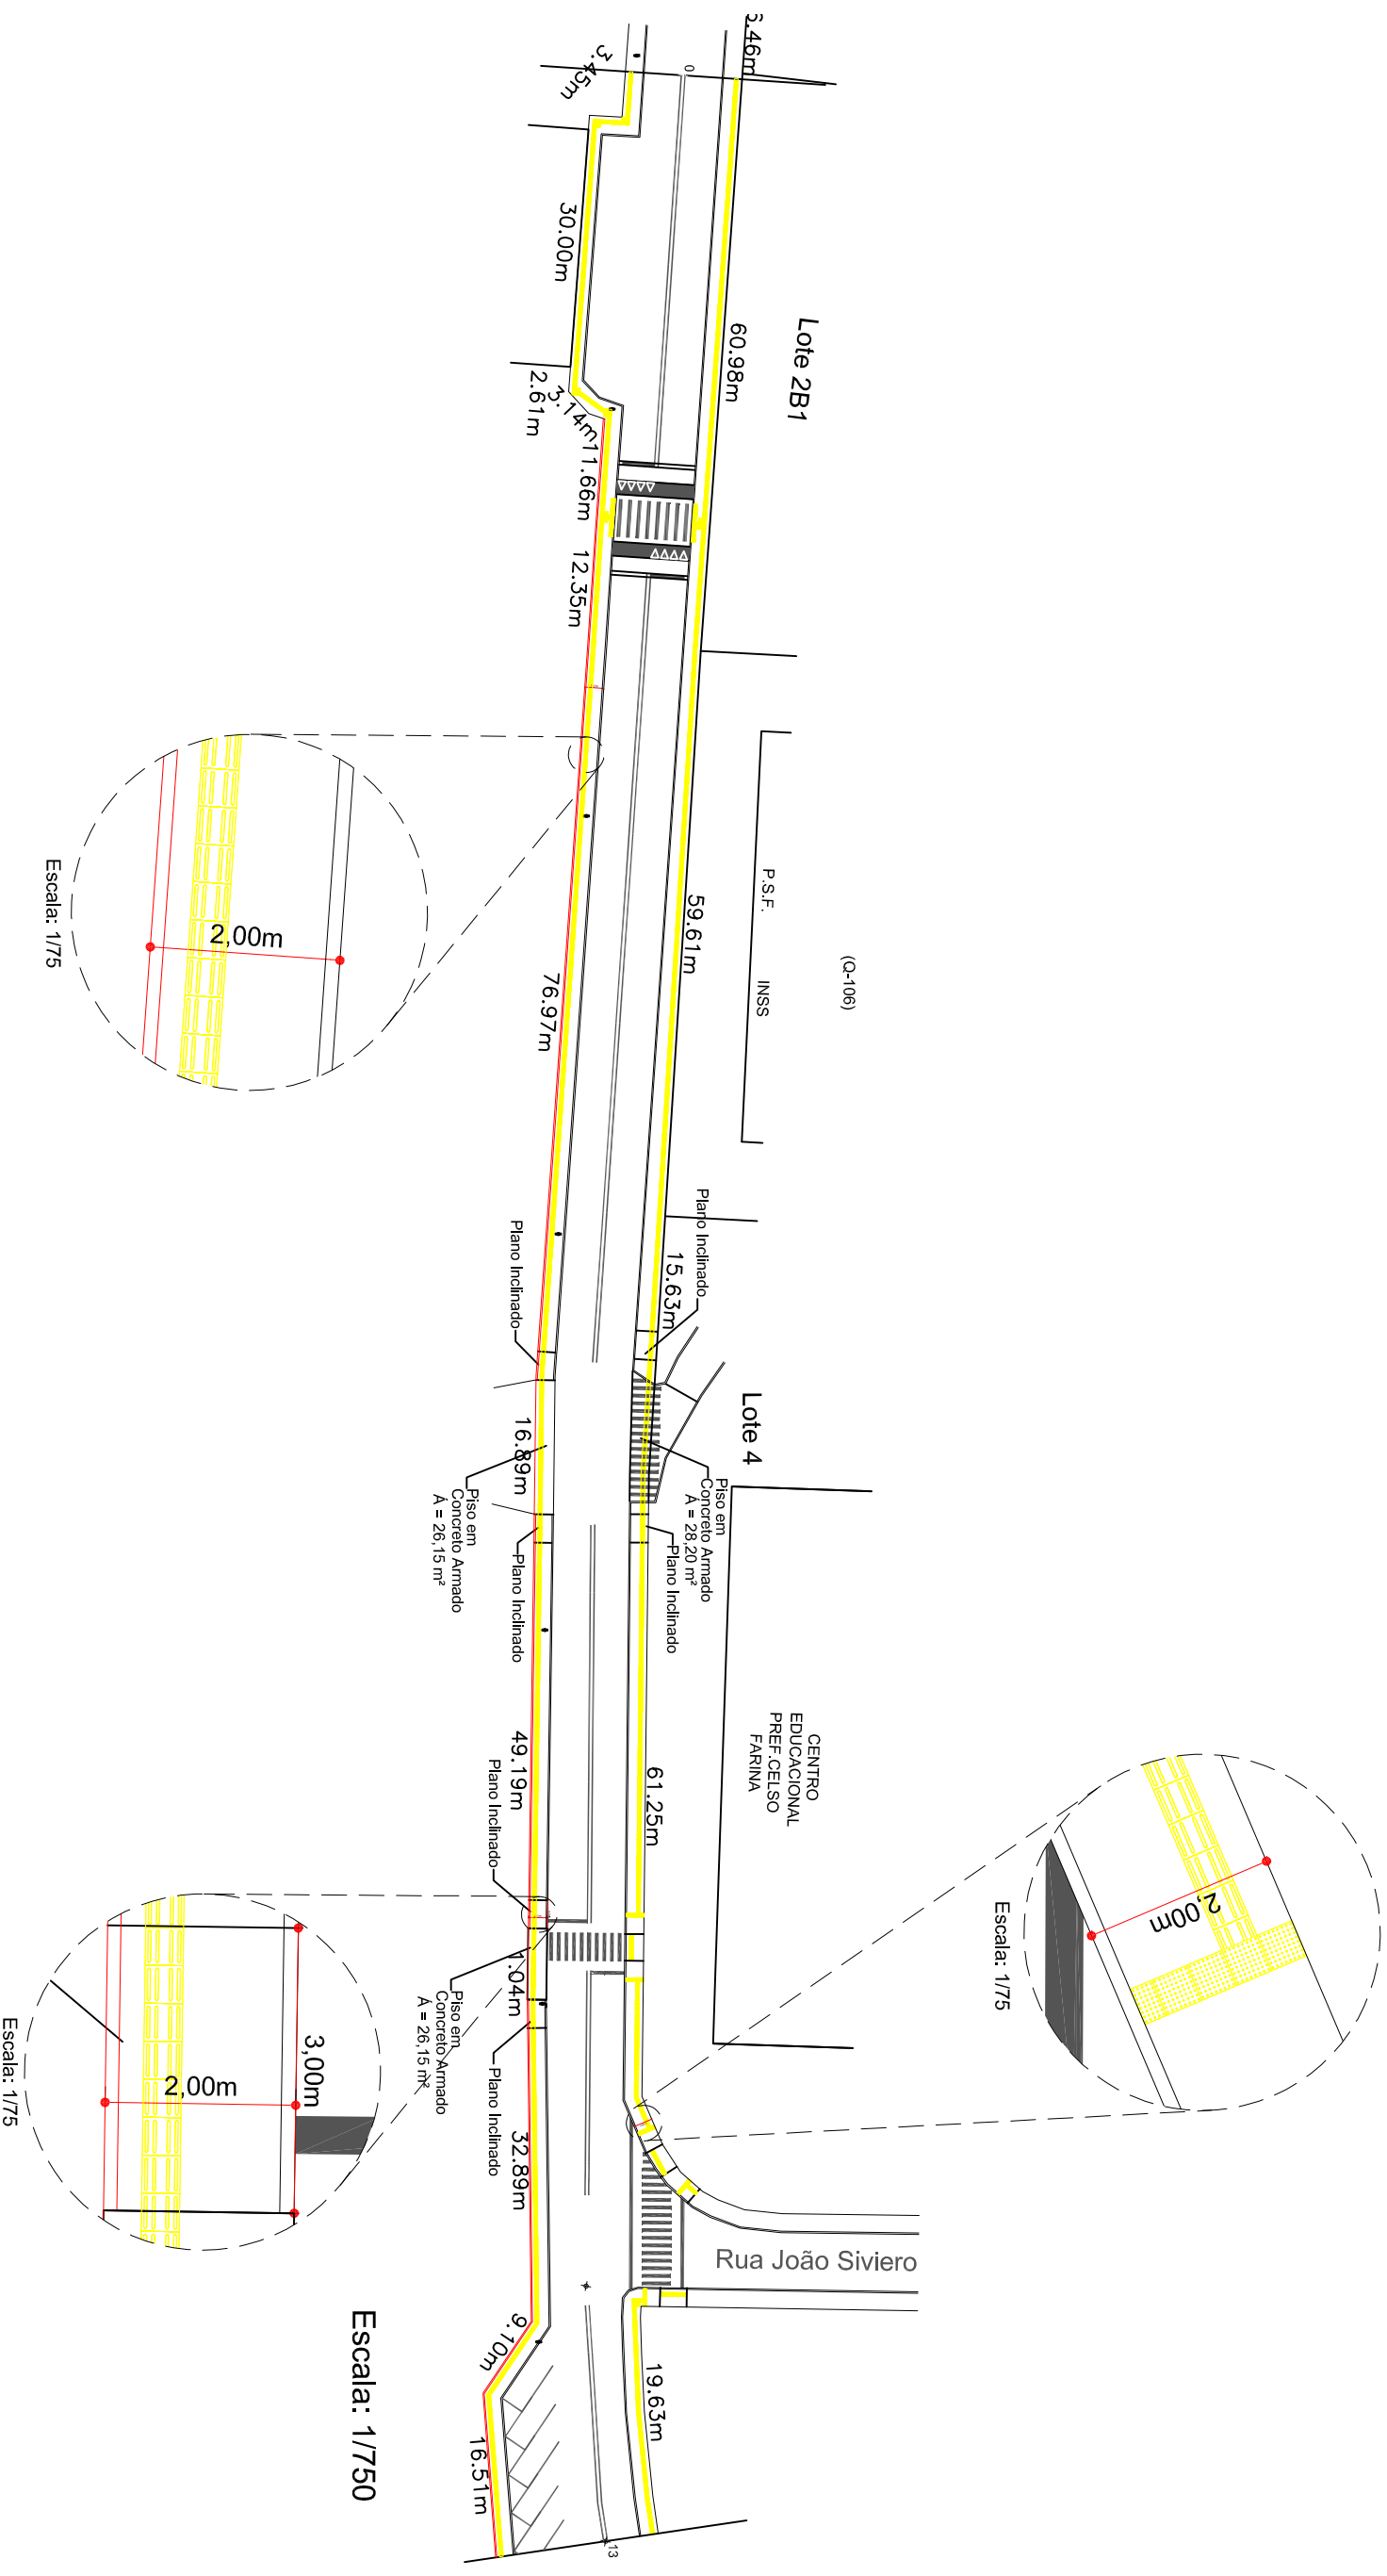 3.45m
0
30.00m
Lote 2B1
60.98m
2.61m
3.14m
11.66m
12.35m
P.S.F.
INSS
(Q-106)
59.61m
2,00m
Escala: 1/75
76.97m
Plano Inclinado
Plano Inclinado
15.63m
Lote 4
16.89m
Piso em
Concreto Armado
Á = 26,15 m²
Piso em
Concreto Armado
Á = 28,20 m²
Plano Inclinado
Plano Inclinado
CENTRO
EDUCACIONAL
PREF.CELSO
FARINA
49.19m
61.25m
Plano Inclinado
2,00m
Escala: 1/75
Piso em
Concreto Armado
Á = 26,15 m²
Plano Inclinado
3,00m
2,00m
Escala: 1/75
32.89m
Rua João Siviero
9.10m
Escala: 1/750
19.63m
16.51m
13